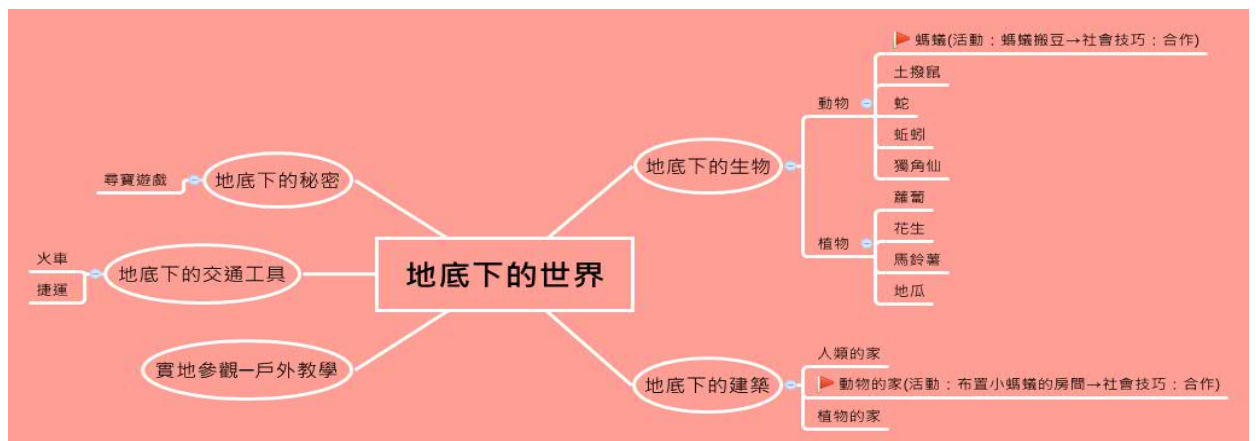 地底下的世界
地底下的生物
動物
螞蟻(活動：螞蟻搬豆→社會技巧：合作)
土撥鼠
蛇
蚯蚓
獨角仙
植物
蘿蔔
花生
馬鈴薯
地瓜
地底下的建築
人類的家
動物的家(活動：布置小螞蟻的房間→社會技巧：合作)
植物的家
地底下的秘密
尋寶遊戲
地底下的交通工具
火車
捷運
實地參觀─戶外教學